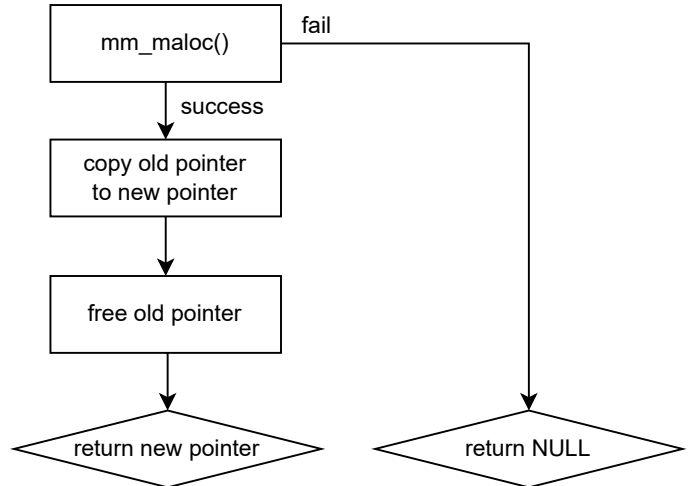 mm_maloc()
fail
success
copy old pointer
to new pointer
free old pointer
return new pointer
return NULL